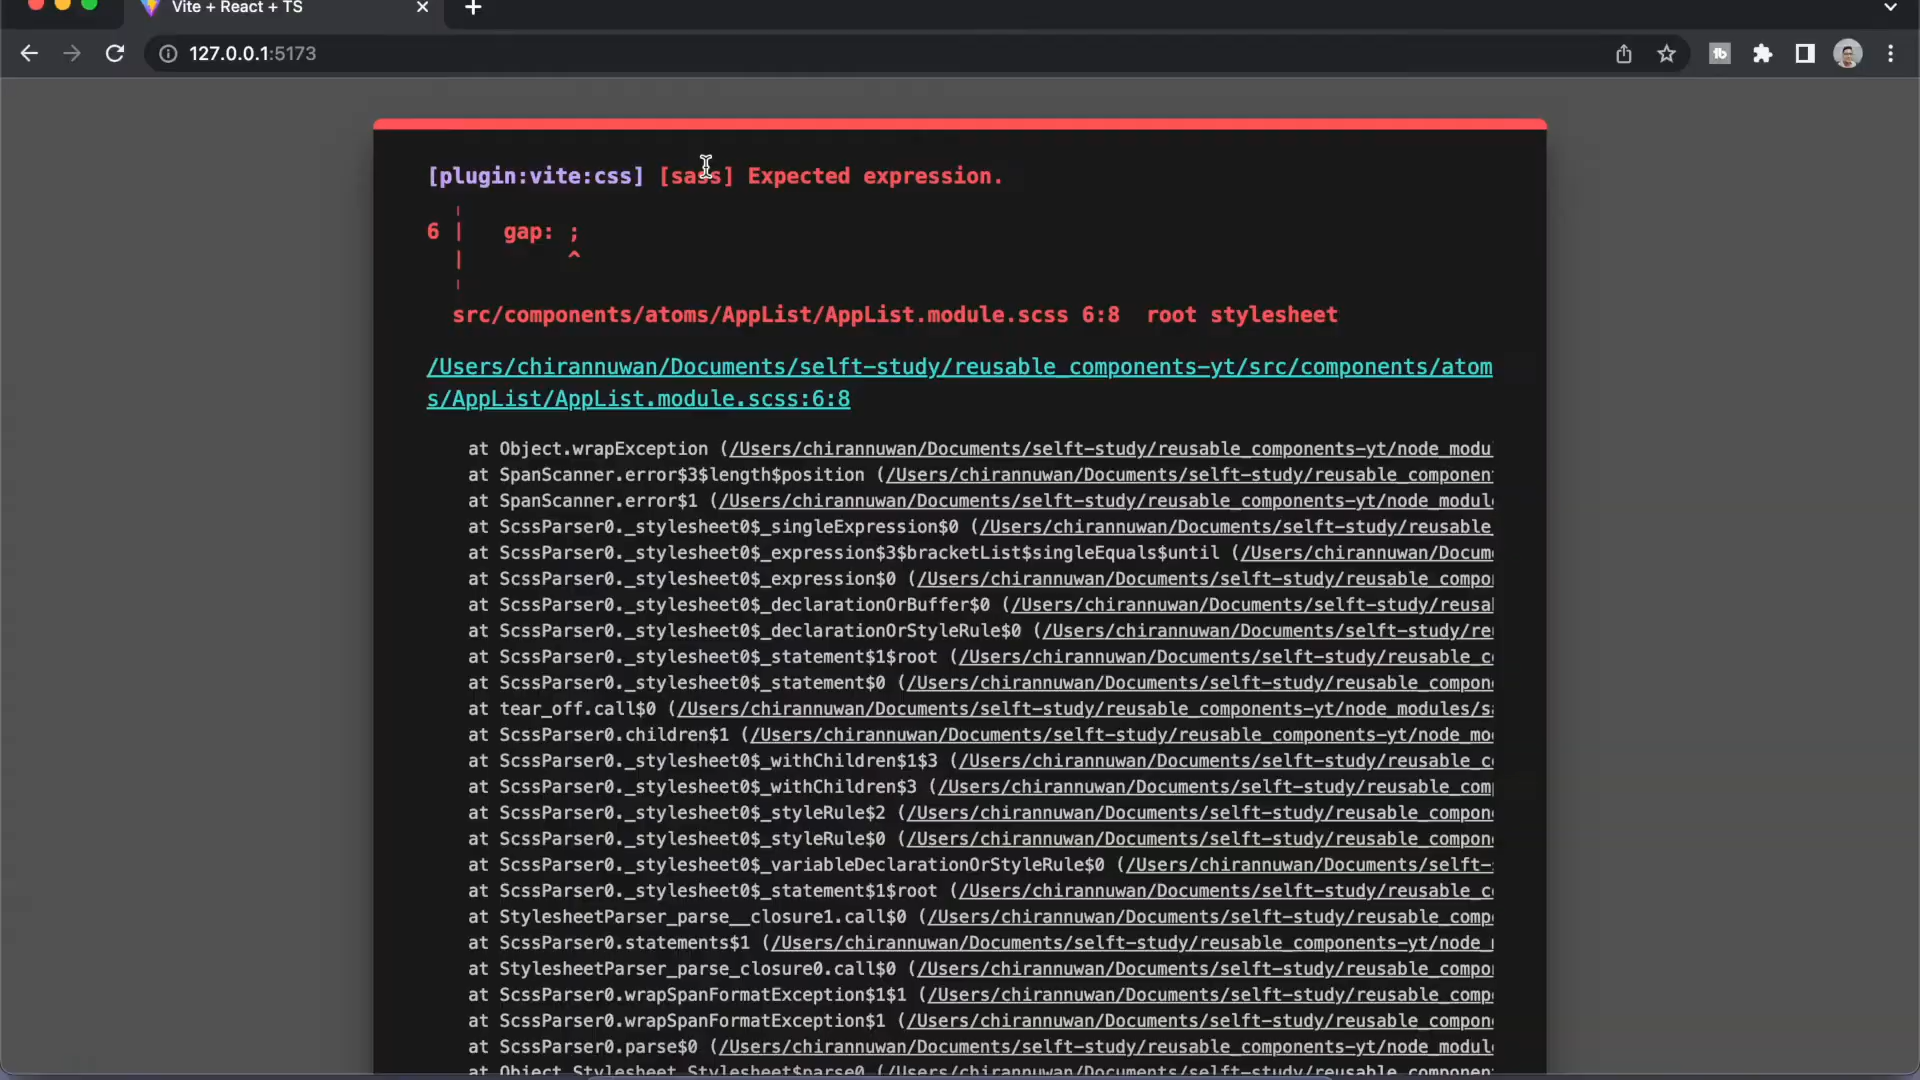 Vite + React + TS
127.0.0.1:5173
[plugin:vite:css] [sass] Expected expression.
6 | gap: ;
| ^
src/components/atoms/AppList/AppList.module.scss 6:8 root stylesheet
/Users/chirannuwan/Documents/selft-study/reusable_components-yt/src/components/atom
s/AppList/AppList.module.scss:6:8
at Object.wrapException (/Users/chirannuwan/Documents/selft-study/reusable_components-yt/node_modu
at SpanScanner.error$3$length$position (/Users/chirannuwan/Documents/selft-study/reusable_componen
at SpanScanner.error$1 (/Users/chirannuwan/Documents/selft-study/reusable_components-yt/node_modul
at ScssParser0._stylesheet0$_singleExpression$0 (/Users/chirannuwan/Documents/selft-study/reusable_
at ScssParser0._stylesheet0$_expression$3$bracketList$singleEquals$until (/Users/chirannuwan/Docum
at ScssParser0._stylesheet0$_expression$0 (/Users/chirannuwan/Documents/selft-study/reusable_compo
at ScssParser0._stylesheet0$_declarationOrBuffer$0 (/Users/chirannuwan/Documents/selft-study/reusa
at ScssParser0._stylesheet0$_declarationOrStyleRule$0 (/Users/chirannuwan/Documents/selft-study/re
at ScssParser0._stylesheet0$_statement$1$root (/Users/chirannuwan/Documents/selft-study/reusable_c
at ScssParser0._stylesheet0$_statement$0 (/Users/chirannuwan/Documents/selft-study/reusable_compon
at tear_off.call$0 (/Users/chirannuwan/Documents/selft-study/reusable_components-yt/node_modules/s
at ScssParser0.children$1 (/Users/chirannuwan/Documents/selft-study/reusable_components-yt/node_mo
at ScssParser0._stylesheet0$_withChildren$1$3 (/Users/chirannuwan/Documents/selft-study/reusable_c
at ScssParser0._stylesheet0$_withChildren$3 (/Users/chirannuwan/Documents/selft-study/reusable_com
at ScssParser0._stylesheet0$_styleRule$2 (/Users/chirannuwan/Documents/selft-study/reusable_compon
at ScssParser0._stylesheet0$_styleRule$0 (/Users/chirannuwan/Documents/selft-study/reusable_compon
at ScssParser0._stylesheet0$_variableDeclarationOrStyleRule$0 (/Users/chirannuwan/Documents/selft-
at ScssParser0._stylesheet0$_statement$1$root (/Users/chirannuwan/Documents/selft-study/reusable_c
at StylesheetParser_parse__closure1.call$0 (/Users/chirannuwan/Documents/selft-study/reusable_comp
at ScssParser0.statements$1 (/Users/chirannuwan/Documents/selft-study/reusable_components-yt/node_
at StylesheetParser_parse_closure0.call$0 (/Users/chirannuwan/Documents/selft-study/reusable_compo
at ScssParser0.wrapSpanFormatException$1$1 (/Users/chirannuwan/Documents/selft-study/reusable_comp
at ScssParser0.wrapSpanFormatException$1 (/Users/chirannuwan/Documents/selft-study/reusable_compon
at ScssParser0.parse$0 (/Users/chirannuwan/Documents/selft-study/reusable_components-yt/node_modul
at Object.Stylesheet_Stylesheet$parse0 (/Users/chirannuwan/Documents/selft-study/reusable_componen